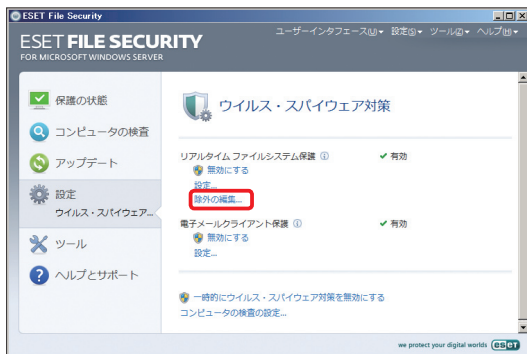 ESET File Security
ESET FILE SECURITY
FOR MICROSOFT WINDOWS SERVER
ユーザーインタフェース(U)▾ 設定(S)▾ ツール(Z)▾ ヘルプ(H)▾
保護の状態
コンピュータの検査
アップデート
設定
ウイルス・スパイウェア...
ツール
ヘルプとサポート
ウイルス・スパイウェア対策
リアルタイム ファイルシステム保護 ✔ 有効
無効にする
設定...
除外の編集...
電子メールクライアント保護 ✔ 有効
無効にする
設定...
一時的にウイルス・スパイウェア対策を無効にする
コンピュータの検査の設定...
we protect your digital worlds eset